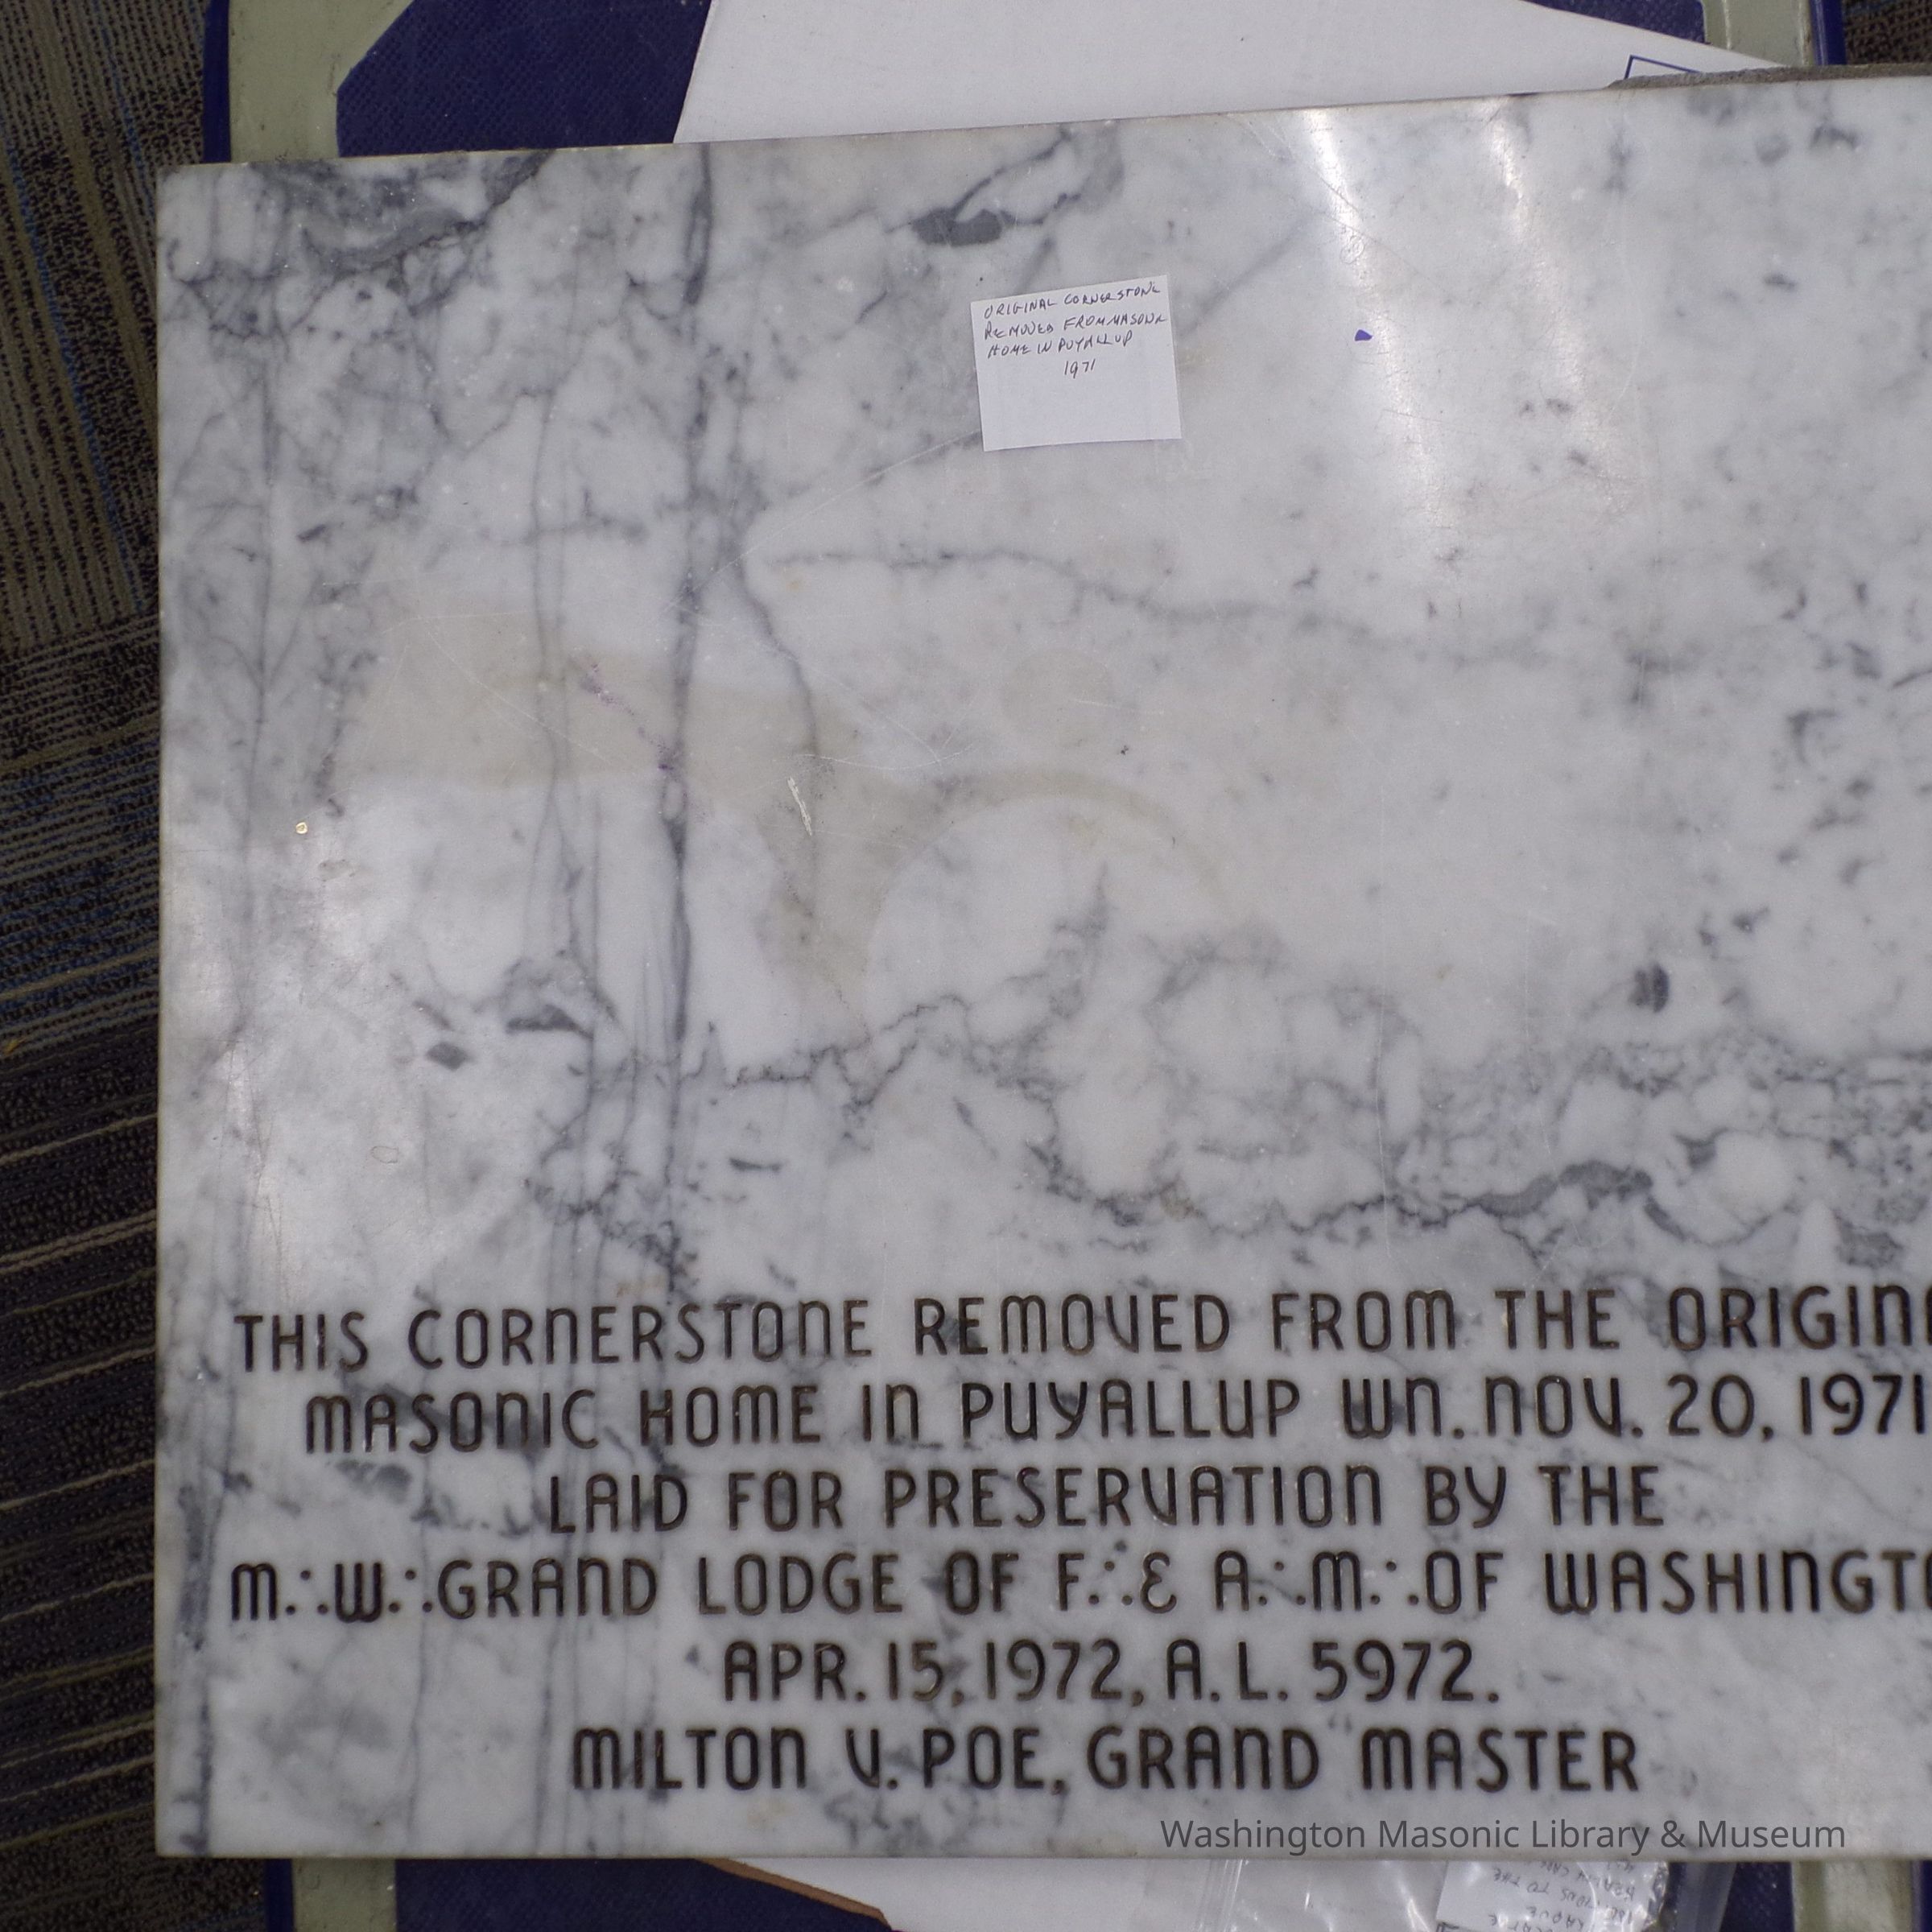 ORIGINAL CORNERSTONE
REMOVED FROM MASONIC
HOME IN PUYALLUP
1971
THIS CORNERSTONE REMOVED FROM THE ORIGIN
MASONIC HOME IN PUYALLUP WN. NOV. 20, 1971
LAID FOR PRESERVATION BY THE
M∴W∴GRAND LODGE OF F∴& A∴M∴OF WASHINGTO
APR. 15, 1972, A. L. 5972.
MILTON V. POE, GRAND MASTER
Washington Masonic Library & Museum